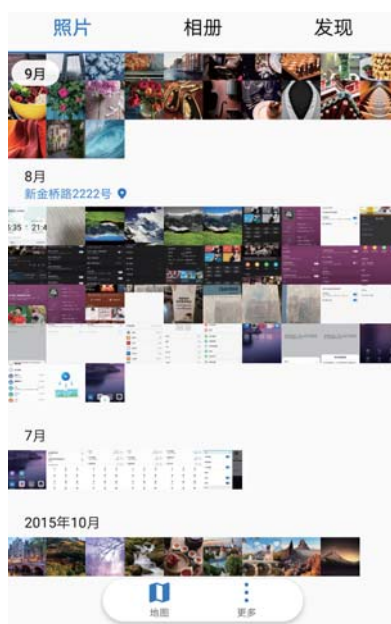 照片 相册 发现
9月
8月
新金桥路2222号
7月
2015年10月
地图 更多